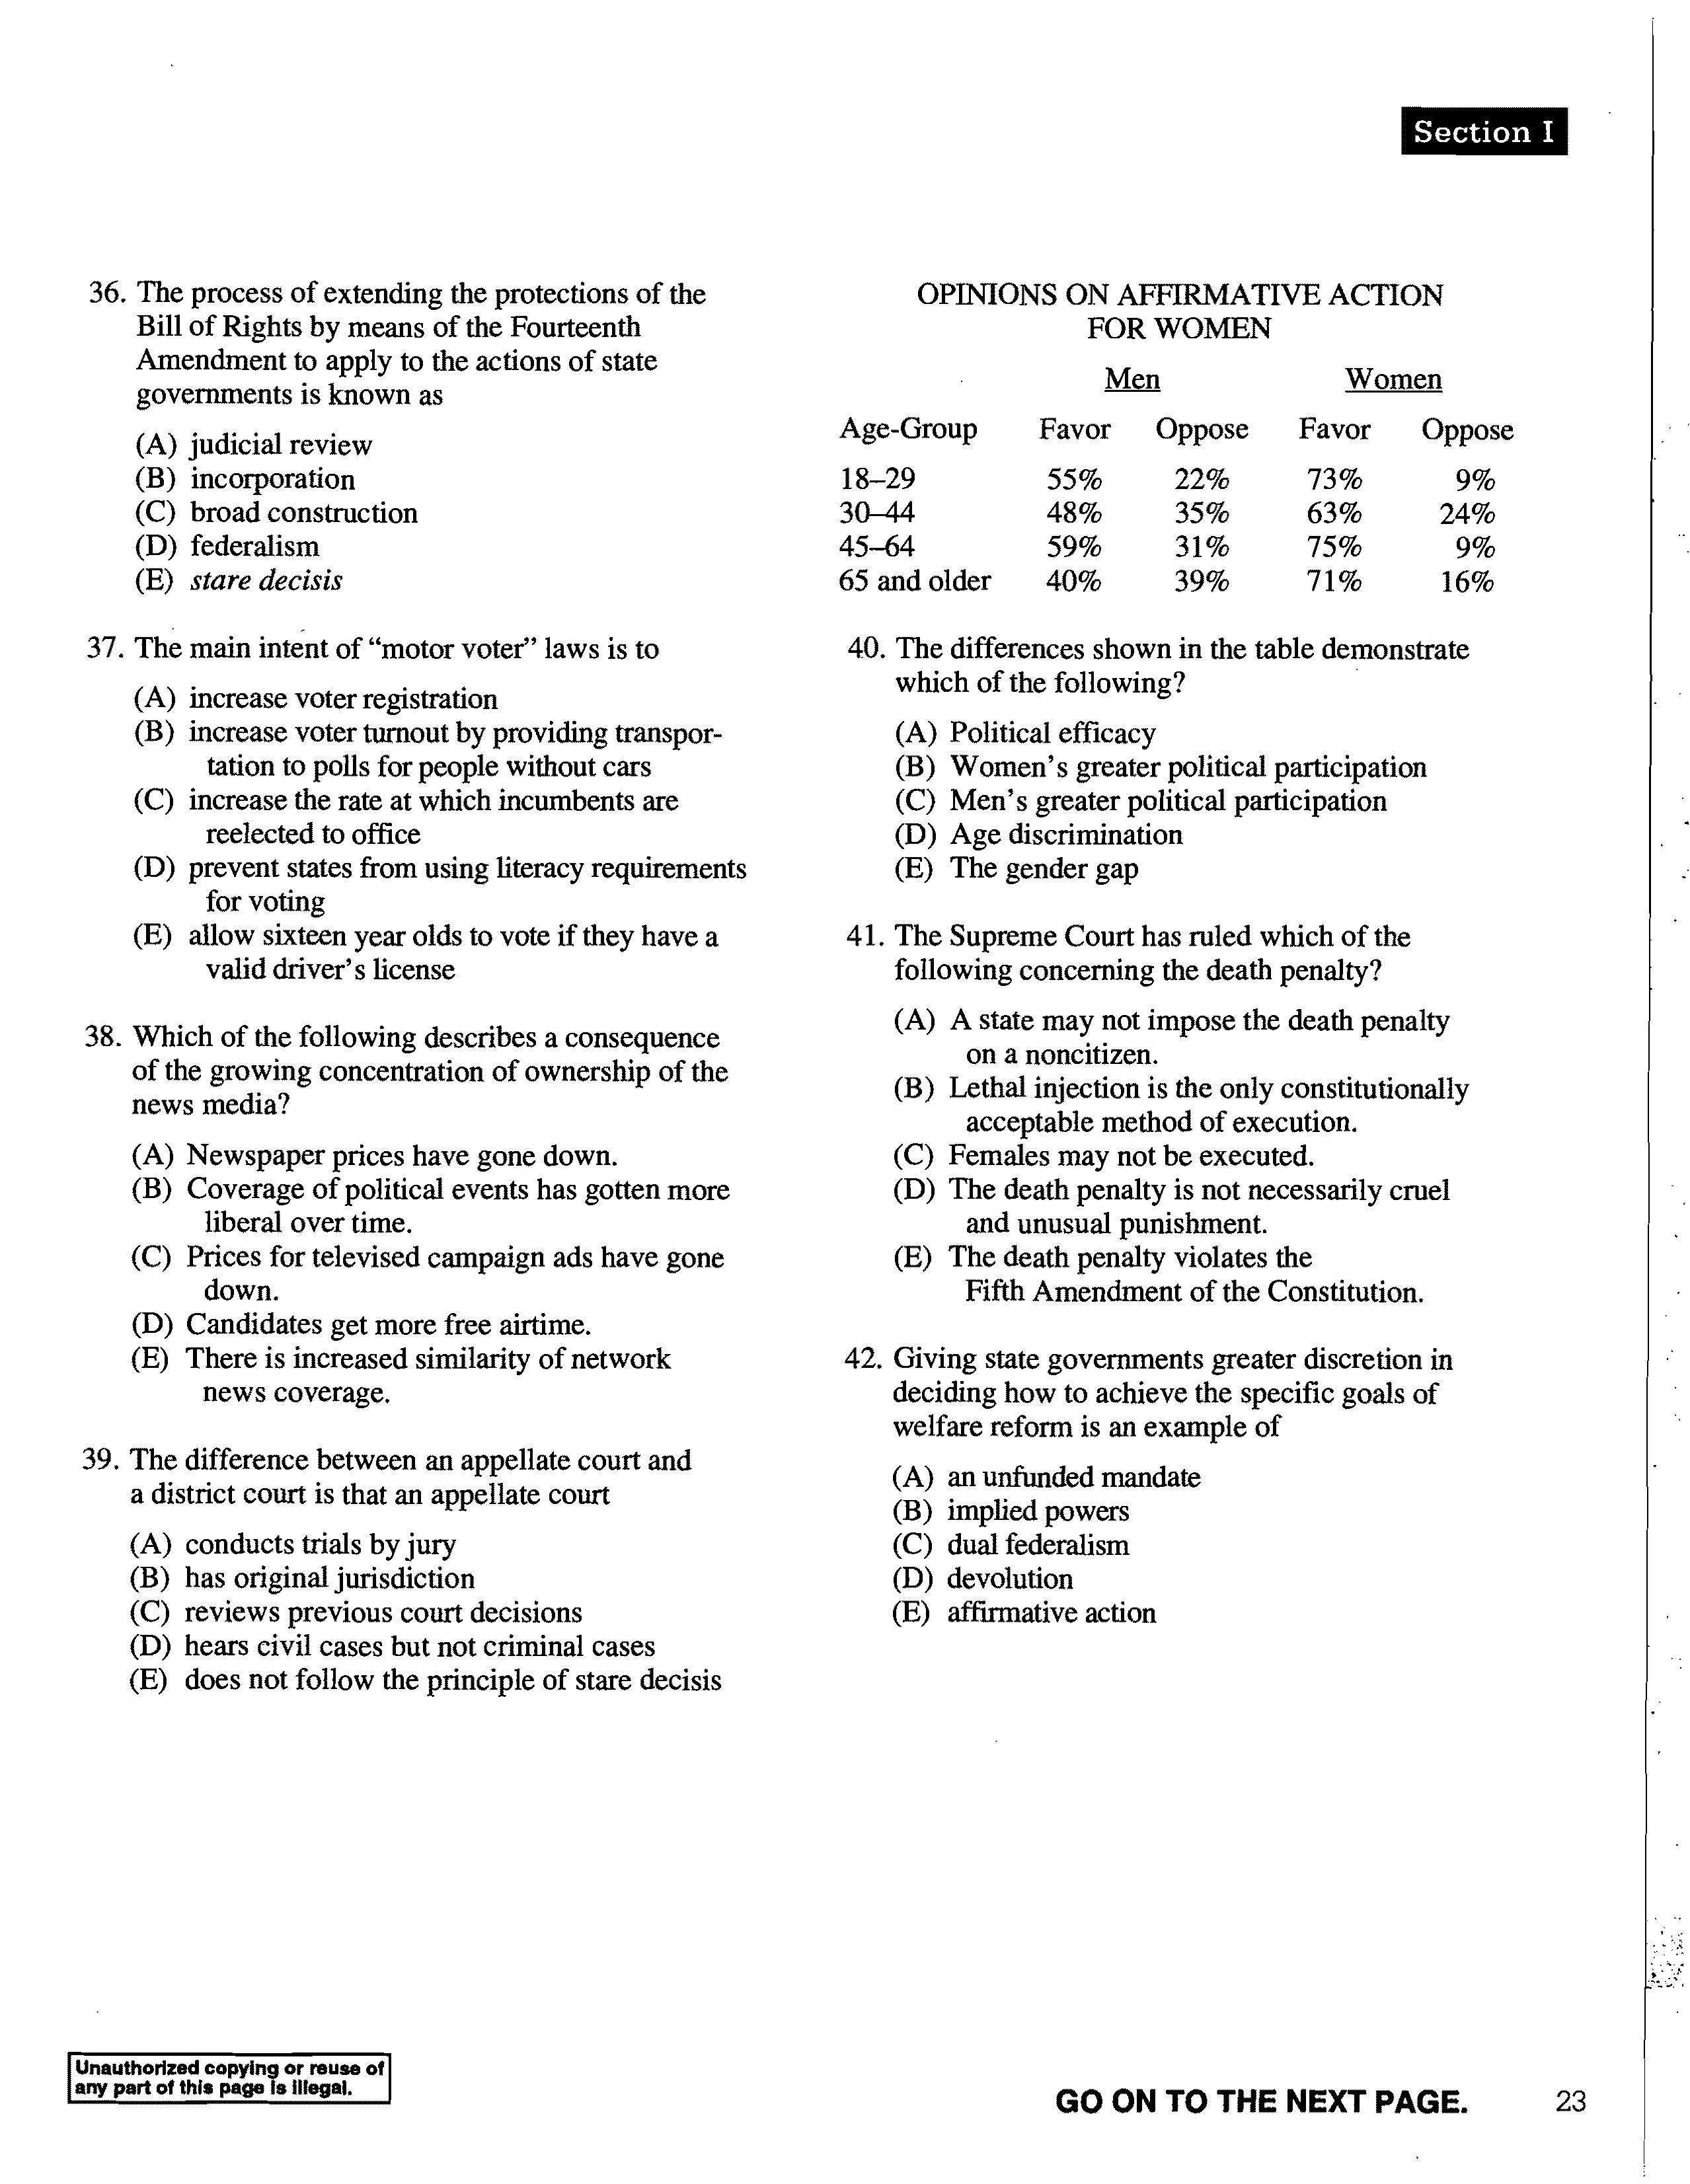 Section I
36. The process of extending the protections of the
Bill of Rights by means of the Fourteenth
Amendment to apply to the actions of state
governments is known as
(A) judicial review
(B) incorporation
(C) broad construction
(D) federalism
(E) stare decisis
37. The main intent of “motor voter” laws is to
(A) increase voter registration
(B) increase voter turnout by providing transpor-
tation to polls for people without cars
(C) increase the rate at which incumbents are
reelected to office
(D) prevent states from using literacy requirements
for voting
(E) allow sixteen year olds to vote if they have a
valid driver’s license
38. Which of the following describes a consequence
of the growing concentration of ownership of the
news media?
(A) Newspaper prices have gone down.
(B) Coverage of political events has gotten more
liberal over time.
(C) Prices for televised campaign ads have gone
down.
(D) Candidates get more free airtime.
(E) There is increased similarity of network
news coverage.
39. The difference between an appellate court and
a district court is that an appellate court
(A) conducts trials by jury
(B) has original jurisdiction
(C) reviews previous court decisions
(D) hears civil cases but not criminal cases
(E) does not follow the principle of stare decisis
OPINIONS ON AFFIRMATIVE ACTION
FOR WOMEN
Men Women
Age-Group Favor Oppose Favor Oppose
18–29 55% 22% 73% 9%
30–44 48% 35% 63% 24%
45–64 59% 31% 75% 9%
65 and older 40% 39% 71% 16%
40. The differences shown in the table demonstrate
which of the following?
(A) Political efficacy
(B) Women’s greater political participation
(C) Men’s greater political participation
(D) Age discrimination
(E) The gender gap
41. The Supreme Court has ruled which of the
following concerning the death penalty?
(A) A state may not impose the death penalty
on a noncitizen.
(B) Lethal injection is the only constitutionally
acceptable method of execution.
(C) Females may not be executed.
(D) The death penalty is not necessarily cruel
and unusual punishment.
(E) The death penalty violates the
Fifth Amendment of the Constitution.
42. Giving state governments greater discretion in
deciding how to achieve the specific goals of
welfare reform is an example of
(A) an unfunded mandate
(B) implied powers
(C) dual federalism
(D) devolution
(E) affirmative action
Unauthorized copying or reuse of
any part of this page is illegal.
GO ON TO THE NEXT PAGE. 23